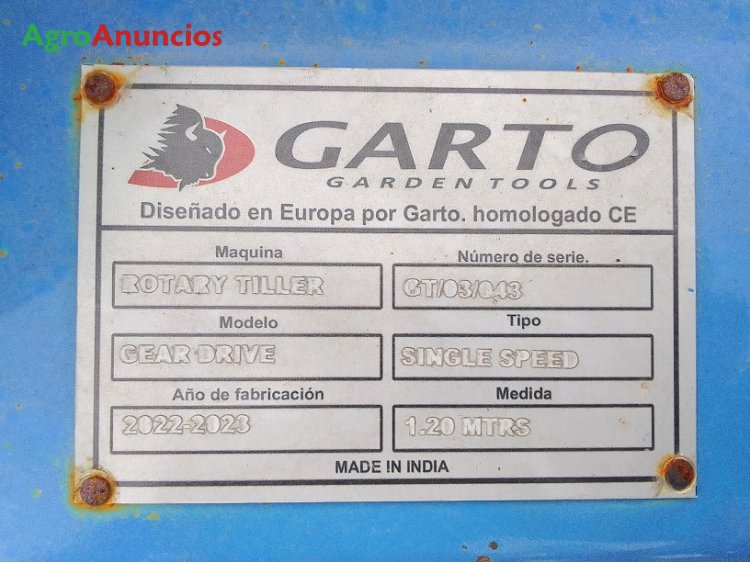 AgroAnuncios
GARTO
GARDEN TOOLS
Diseñado en Europa por Garto. homologado CE
Maquina
Número de serie.
ROTARY TILLER
GT/03/043
Modelo
Tipo
GEAR DRIVE
SINGLE SPEED
Año de fabricación
Medida
2022-2023
1.20 MTRS
MADE IN INDIA